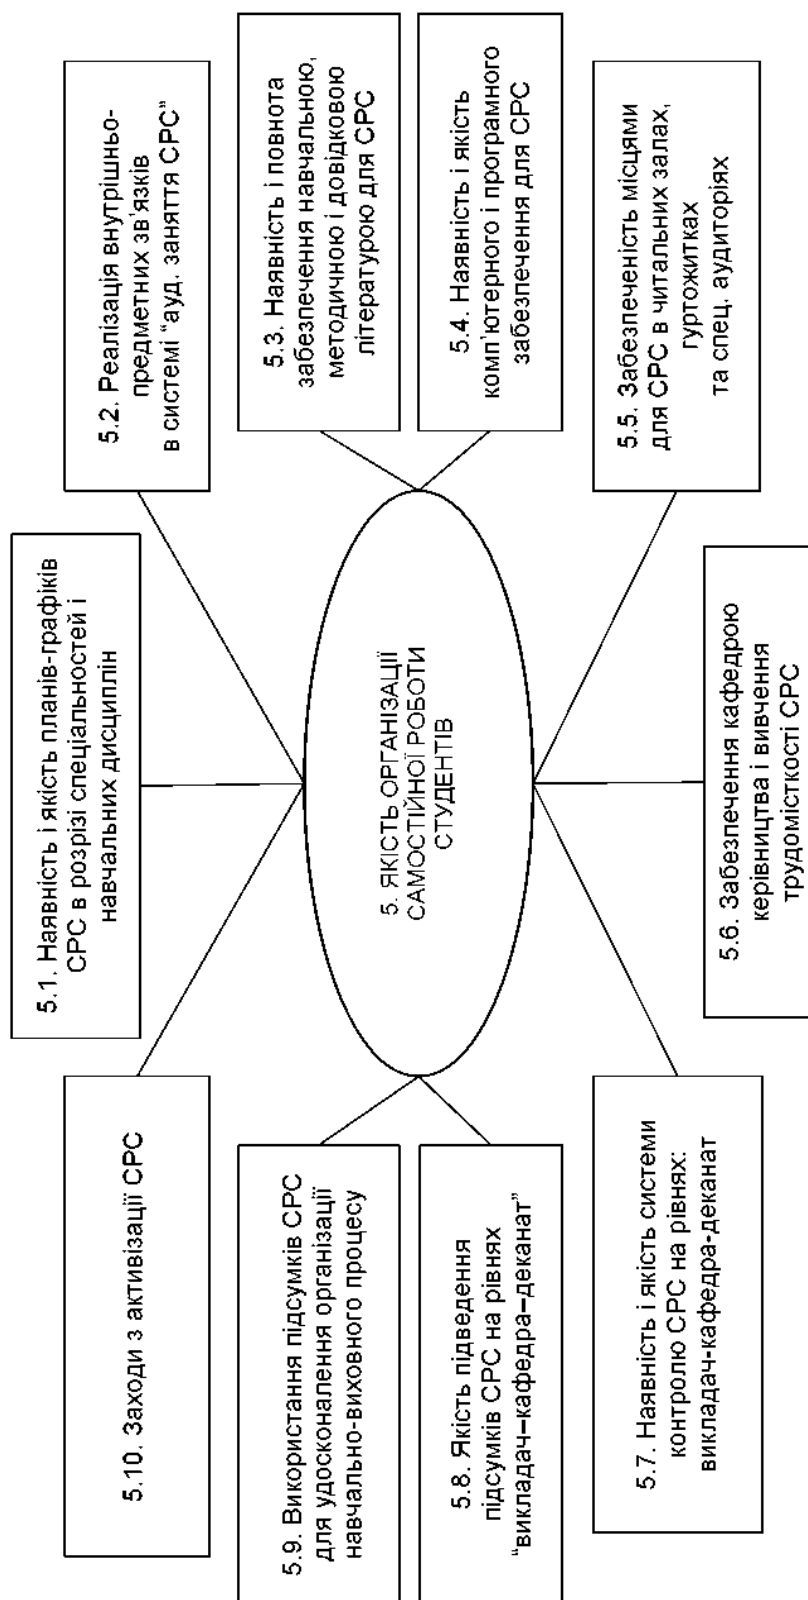 5. ЯКІСТЬ ОРГАНІЗАЦІЇ
САМОСТІЙНОЇ РОБОТИ
СТУДЕНТІВ
5.1. Наявність і якість планів-графіків
СРС в розрізі спеціальностей і
навчальних дисциплін
5.2. Реалізація внутрішньо-
предметних зв'язків
в системі “ауд. заняття СРС”
5.3. Наявність і повнота
забезпечення навчальною,
методичною і довідковою
літературою для СРС
5.4. Наявність і якість
комп'ютерного і програмного
забезпечення для СРС
5.5. Забезпеченість місцями
для СРС в читальних залах,
гуртожитках
та спец. аудиторіях
5.6. Забезпечення кафедрою
керівництва і вивчення
трудомісткості СРС
5.7. Наявність і якість системи
контролю СРС на рівнях:
викладач-кафедра-деканат
5.8. Якість підведення
підсумків СРС на рівнях
“викладач–кафедра–деканат”
5.9. Використання підсумків СРС
для удосконалення організації
навчально-виховного процесу
5.10. Заходи з активізації СРС